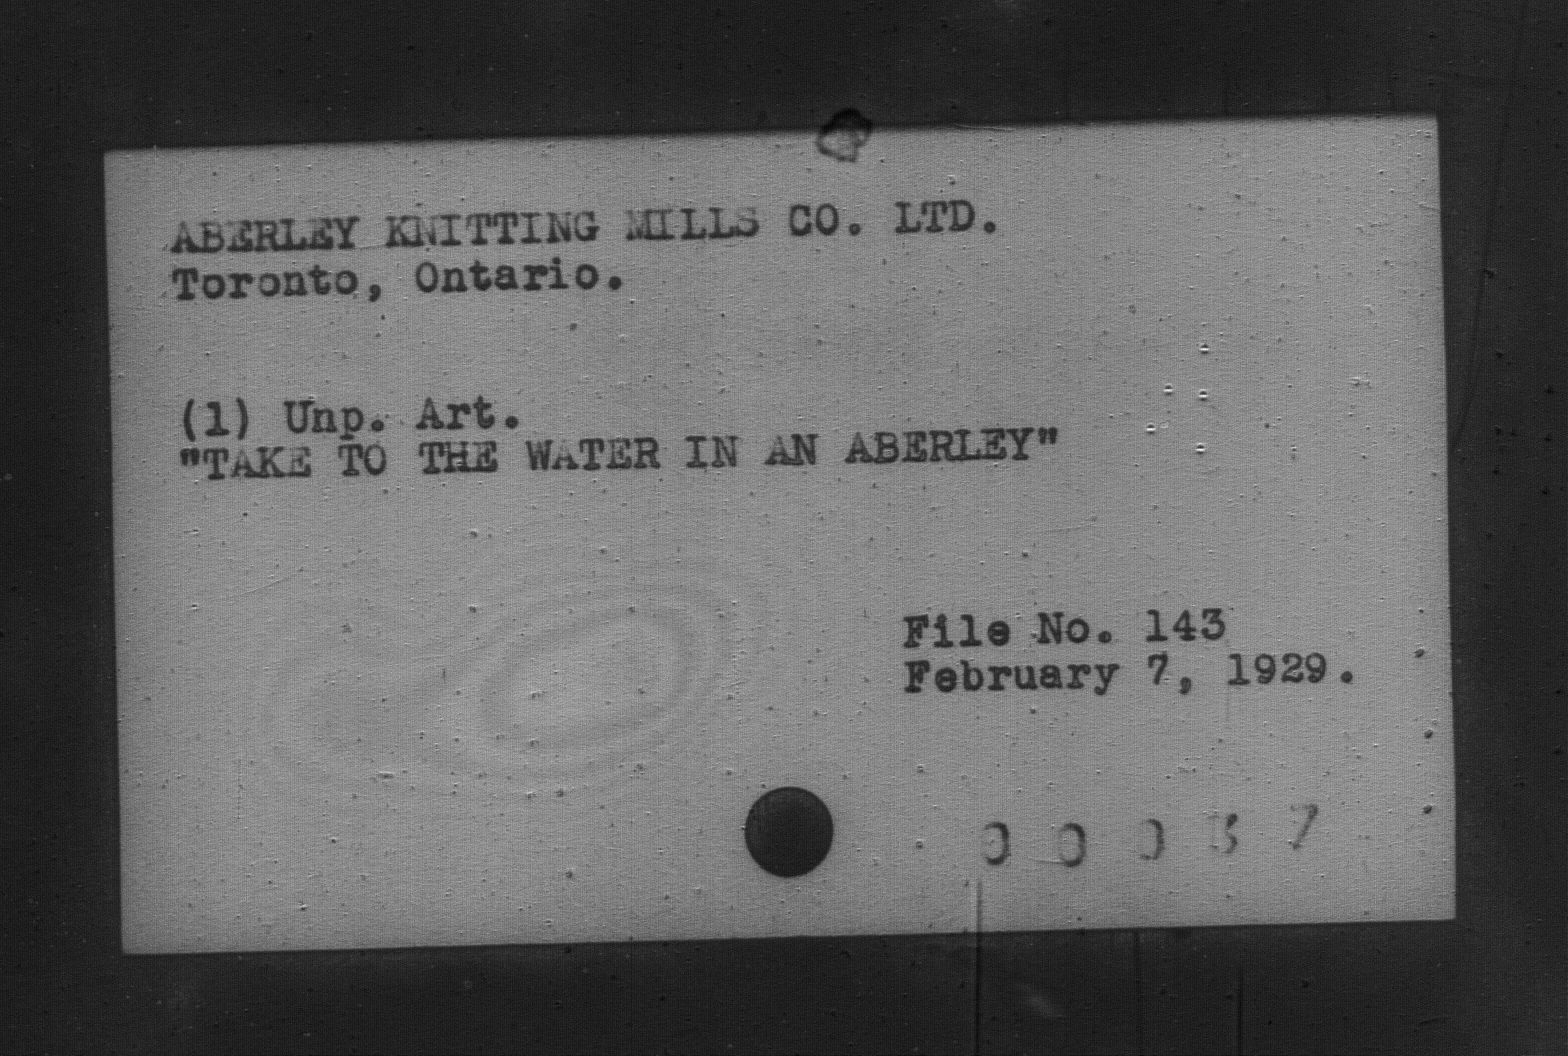 ABERLEY KNITTING MILLS CO. LTD.
Toronto, Ontario.
(1) Unp. Art.
"TAKE TO THE WATER IN AN ABERLEY"
File No. 143
February 7, 1929.